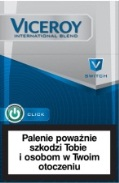 VICEROY
INTERNATIONAL BLEND
V
SWITCH
CLICK
Palenie poważnie
szkodzi Tobie
i osobom w Twoim
otoczeniu